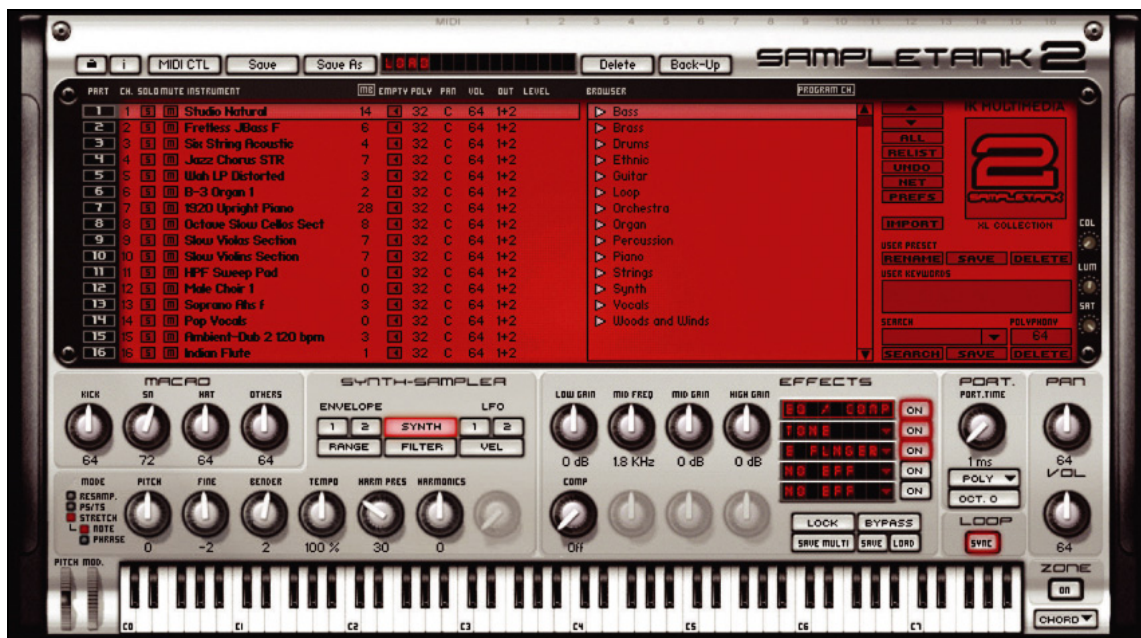 MIDI 1 2 3 4 5 6 7 8 9 10 11 12 13 14 15 16
i MIDI CTL Save Save As LOAD Delete Back-Up SAMPLETANK 2
PART CH. SOLO MUTE INSTRUMENT MB EMPTY POLY PAN VOL OUT LEVEL BROWSER PROGRAM CH.
1 1 S m Studio Natural 14 32 C 64 1+2
2 2 S m Fretless JBass F 6 32 C 64 1+2
3 3 S m Six String Acoustic 4 32 C 64 1+2
4 4 S m Jazz Chorus STR 7 32 C 64 1+2
5 5 S m Wah LP Distorted 3 32 C 64 1+2
6 6 S m B-3 Organ 1 2 32 C 64 1+2
7 7 S m 1920 Upright Piano 28 32 C 64 1+2
8 8 S m Octave Slow Cellos Sect 8 32 C 64 1+2
9 9 S m Slow Violas Section 7 32 C 64 1+2
10 10 S m Slow Violins Section 7 32 C 64 1+2
11 11 S m HPF Sweep Pad 0 32 C 64 1+2
12 12 S m Male Choir 1 0 32 C 64 1+2
13 13 S m Soprano Ahs f 3 32 C 64 1+2
14 14 S m Pop Vocals 0 32 C 64 1+2
15 15 S m Ambient-Dub 2 120 bpm 3 32 C 64 1+2
16 16 S m Indian Flute 1 32 C 64 1+2
Bass
Brass
Drums
Ethnic
Guitar
Loop
Orchestra
Organ
Percussion
Piano
Strings
Synth
Vocals
Woods and Winds
ALL
RELIST
UNDO
NET
PREFS
IMPORT
IK MULTIMEDIA
2
SAMPLETANK
XL COLLECTION
USER PRESET
RENAME SAVE DELETE
USER KEYWORDS
SEARCH POLYPHONY
64
SEARCH SAVE DELETE
COL
LUM
SAT
MACRO
KICK SN HAT OTHERS
64 72 64 64
SYNTH-SAMPLER
ENVELOPE LFO
1 2 SYNTH 1 2
RANGE FILTER VEL
EFFECTS
LOW GAIN MID FREQ MID GAIN HIGH GAIN
0 dB 1.8 KHz 0 dB 0 dB
EQ / COMP ON
TONE ON
E FLNGER ON
NO EFF ON
NO EFF ON
COMP
Off
LOCK BYPASS
SAVE MULTI SAVE LOAD
PORT.
PORT.TIME
1 ms
POLY
OCT. 0
LOOP
SYNC
PAN
64
VOL
64
MODE
RESAMP.
PS/TS
STRETCH
NOTE
PHRASE
PITCH FINE BENDER TEMPO HARM PRES HARMONICS
0 -2 2 100 % 30 0
PITCH MOD.
C0 C1 C2 C3 C4 C5 C6 C7
ZONE
ON
CHORD